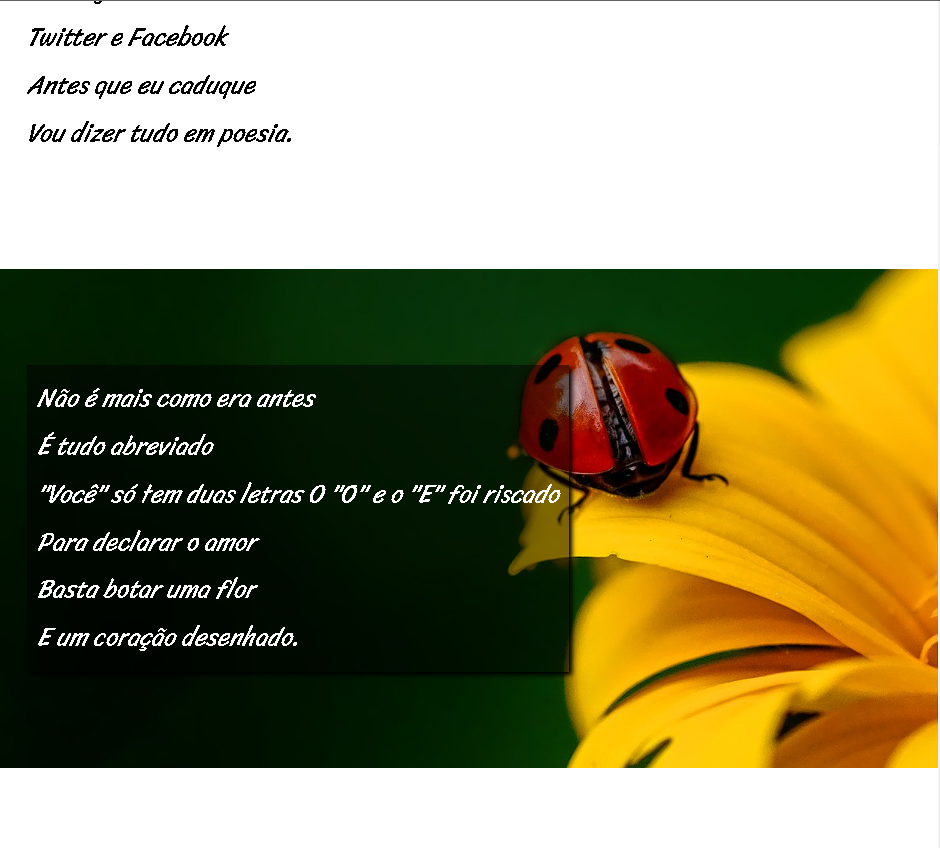 Twitter e Facebook
Antes que eu caduque
Vou dizer tudo em poesia.
Não é mais como era antes
É tudo abreviado
"Você" só tem duas letras O "O" e o "E" foi riscado
Para declarar o amor
Basta botar uma flor
E um coração desenhado.